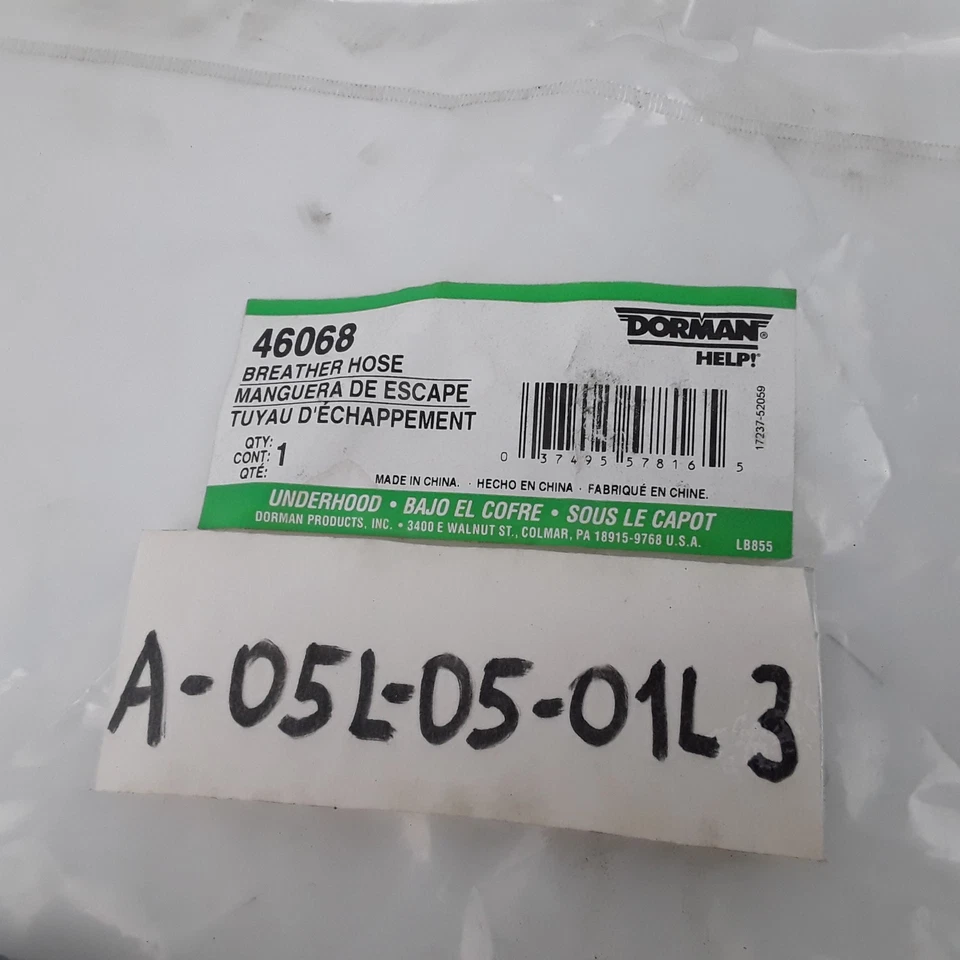 46068
BREATHER HOSE
MANGUERA DE ESCAPE
TUYAU D'ÉCHAPPEMENT
QTY:
CONT: 1
QTÉ:
DORMAN®
HELP!®
17237-52059
0 37495 57816 5
MADE IN CHINA. · HECHO EN CHINA · FABRIQUÉ EN CHINE.
UNDERHOOD • BAJO EL COFRE • SOUS LE CAPOT
DORMAN PRODUCTS, INC. • 3400 E WALNUT ST., COLMAR, PA 18915-9768 U.S.A.
LB855
A-05L-05-01L3